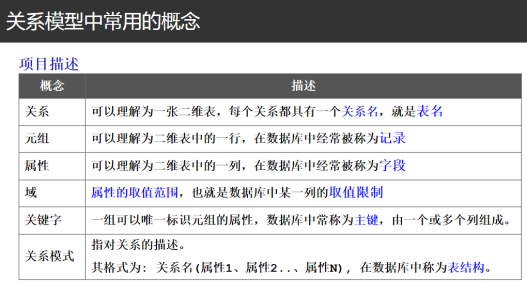 关系模型中常用的概念
项目描述
概念 描述
关系 可以理解为一张二维表，每个关系都具有一个关系名，就是表名
元组 可以理解为二维表中的一行，在数据库中经常被称为记录
属性 可以理解为二维表中的一列，在数据库中经常被称为字段
域 属性的取值范围，也就是数据库中某一列的取值限制
关键字 一组可以唯一标识元组的属性，数据库中常称为主键，由一个或多个列组成。
关系模式 指对关系的描述。
其格式为：关系名(属性1、属性2..、属性N)，在数据库中称为表结构。